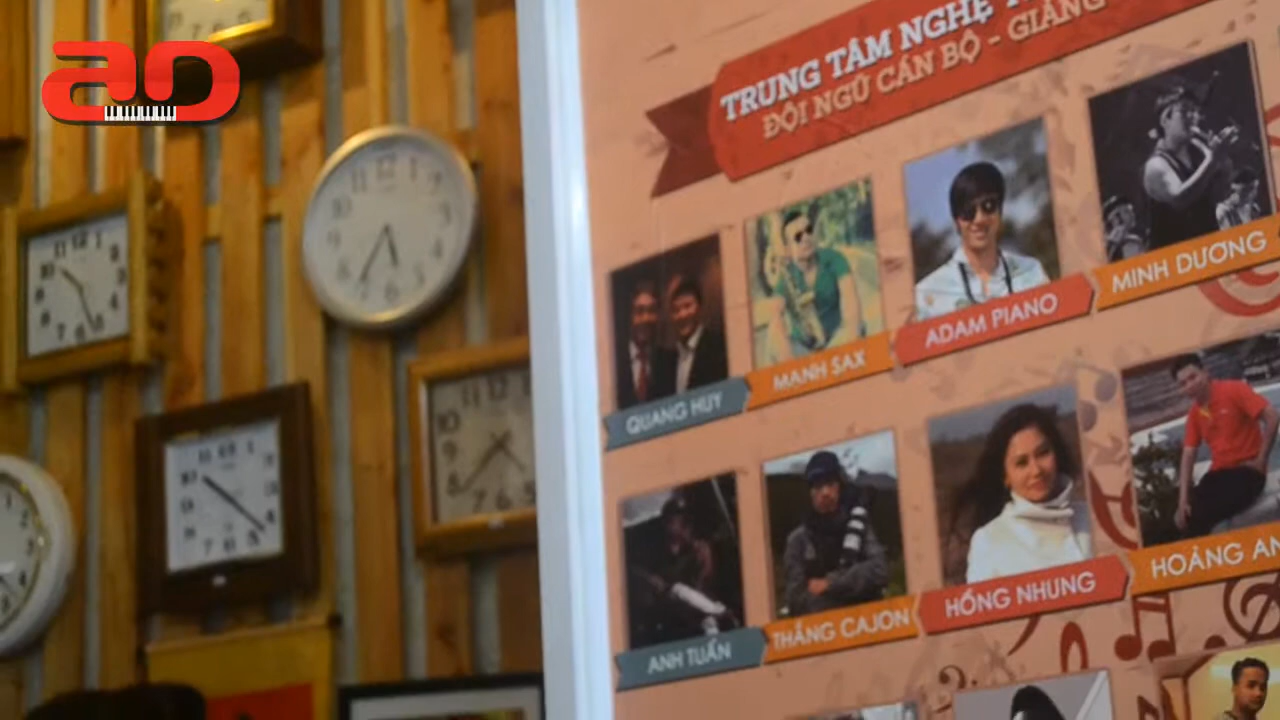 aD
TRUNG TÂM NGHỆ
ĐỘI NGŨ CÁN BỘ - GIẢNG
QUANG HUY
MẠNH SAX
ADAM PIANO
MINH DƯƠNG
ANH TUẤN
THẮNG CAJON
HỒNG NHUNG
HOÀNG AN